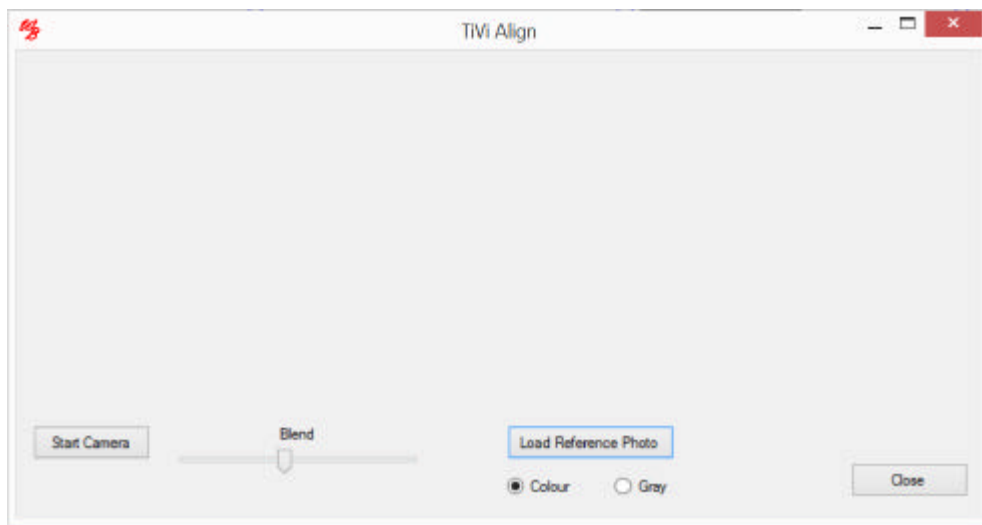 TiVi Align
Start Camera
Blend
Load Reference Photo
Colour Gray
Close